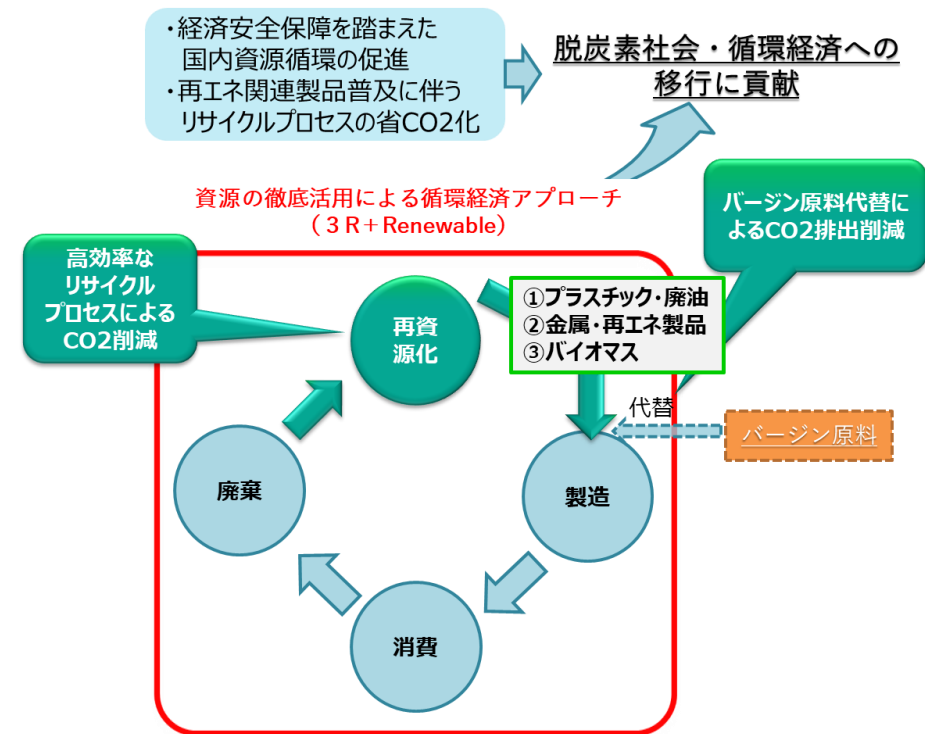 ・経済安全保障を踏まえた
国内資源循環の促進
・再エネ関連製品普及に伴う
リサイクルプロセスの省CO2化
脱炭素社会・循環経済への
移行に貢献
資源の徹底活用による循環経済アプローチ
（３R＋Renewable）
バージン原料代替に
よるCO2排出削減
高効率な
リサイクル
プロセスによる
CO2削減
再資
源化
①プラスチック・廃油
②金属・再エネ製品
③バイオマス
代替
バージン原料
廃棄
製造
消費